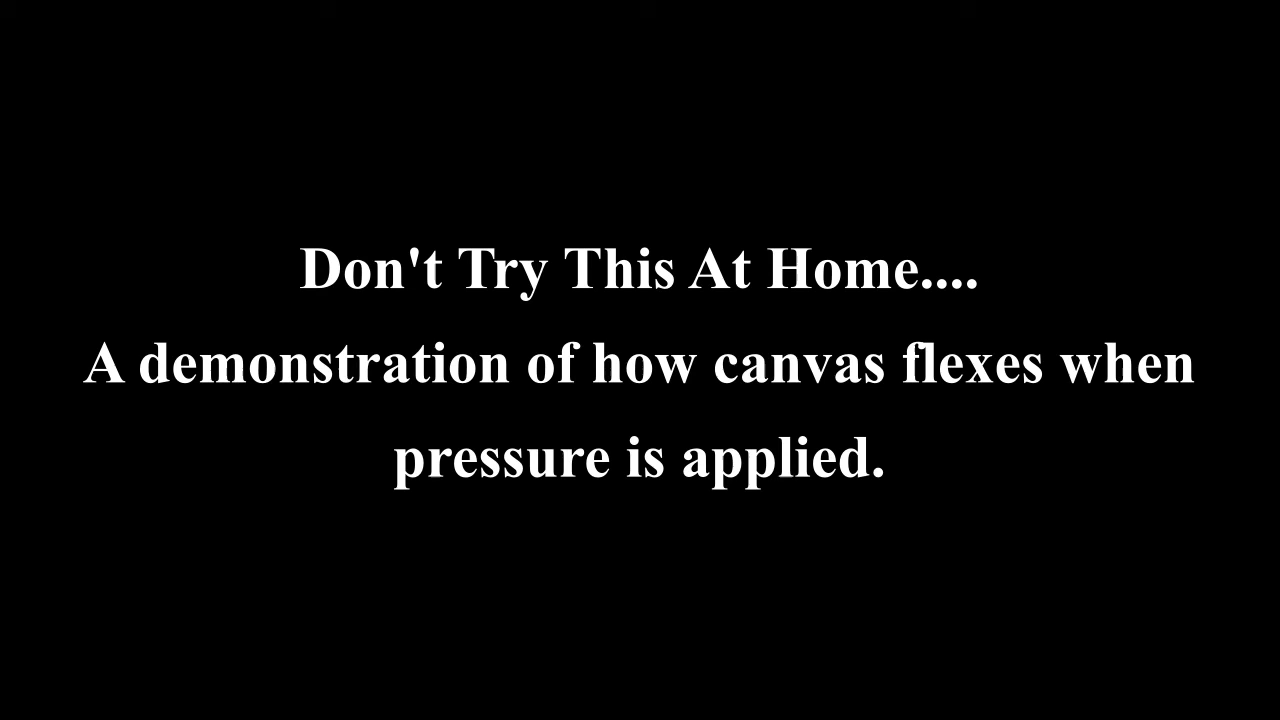 Don't Try This At Home....
A demonstration of how canvas flexes when
pressure is applied.